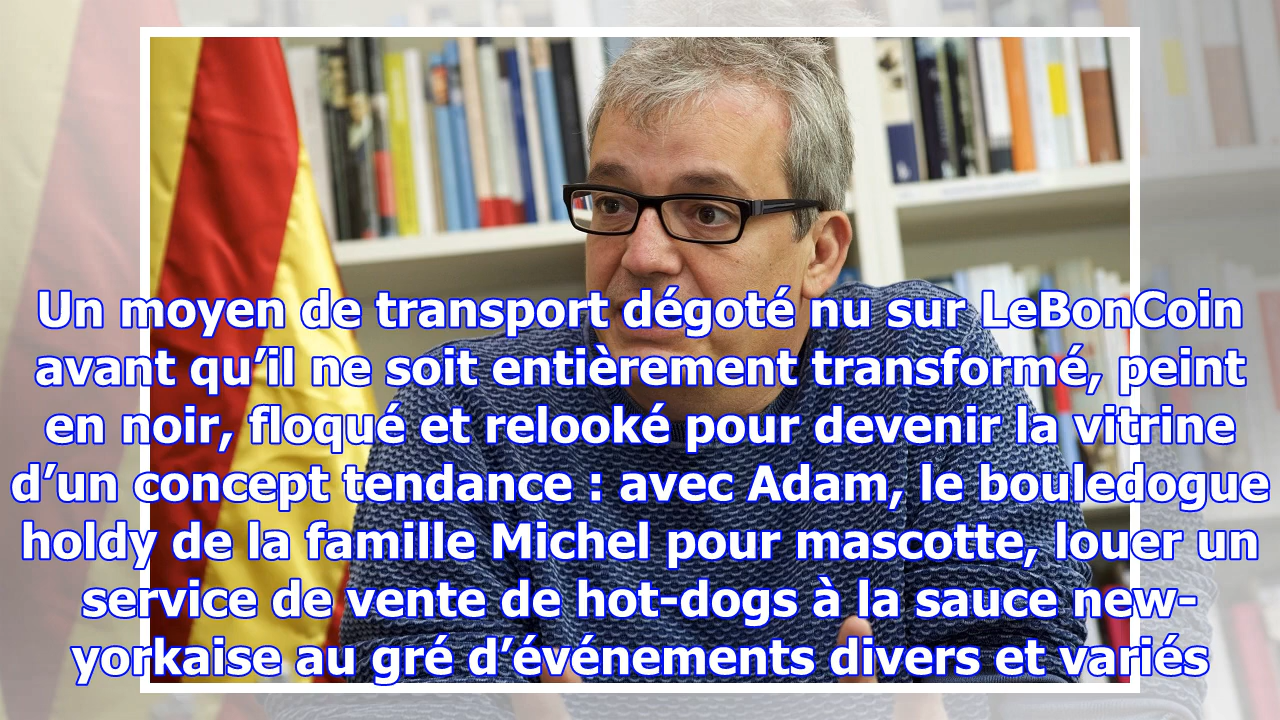 Un moyen de transport dégoté nu sur LeBonCoin
avant qu’il ne soit entièrement transformé, peint
en noir, floqué et relooké pour devenir la vitrine
d’un concept tendance : avec Adam, le bouledogue
holdy de la famille Michel pour mascotte, louer un
service de vente de hot-dogs à la sauce new-
yorkaise au gré d’événements divers et variés